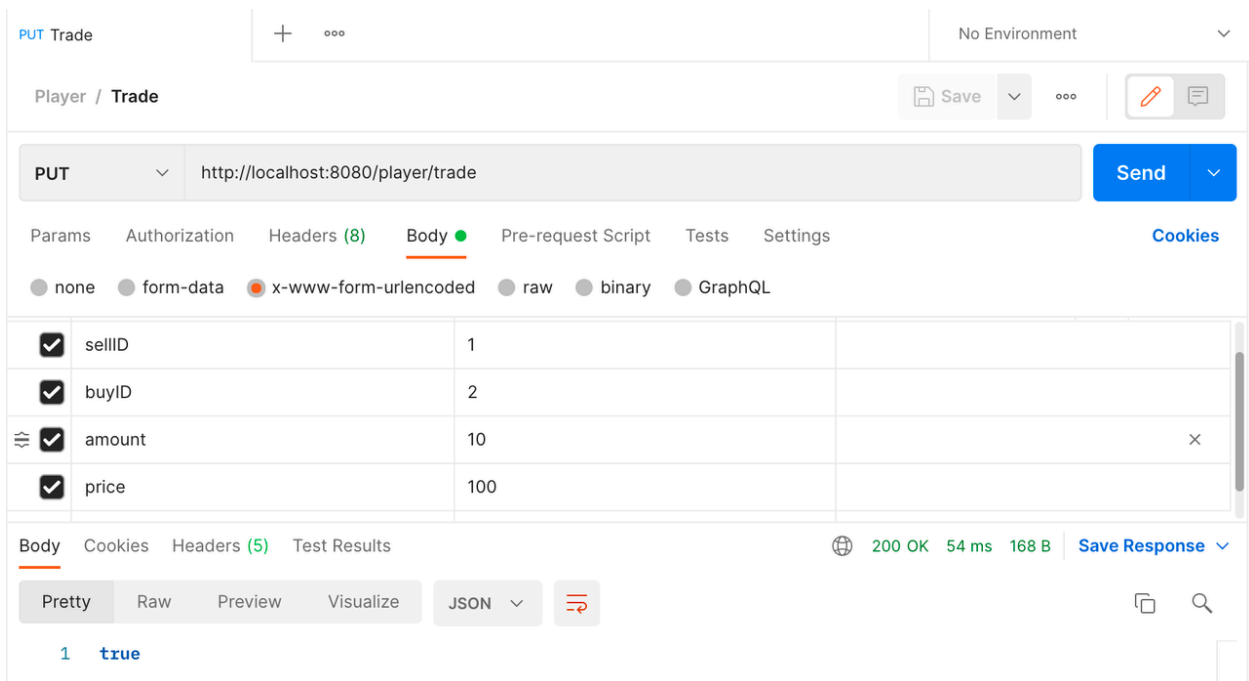 PUT Trade + ooo No Environment
Player / Trade Save ooo
PUT http://localhost:8080/player/trade Send
Params Authorization Headers (8) Body Pre-request Script Tests Settings Cookies
none form-data x-www-form-urlencoded raw binary GraphQL
sellID 1
buyID 2
amount 10
price 100
Body Cookies Headers (5) Test Results 200 OK 54 ms 168 B Save Response
Pretty Raw Preview Visualize JSON
1 true